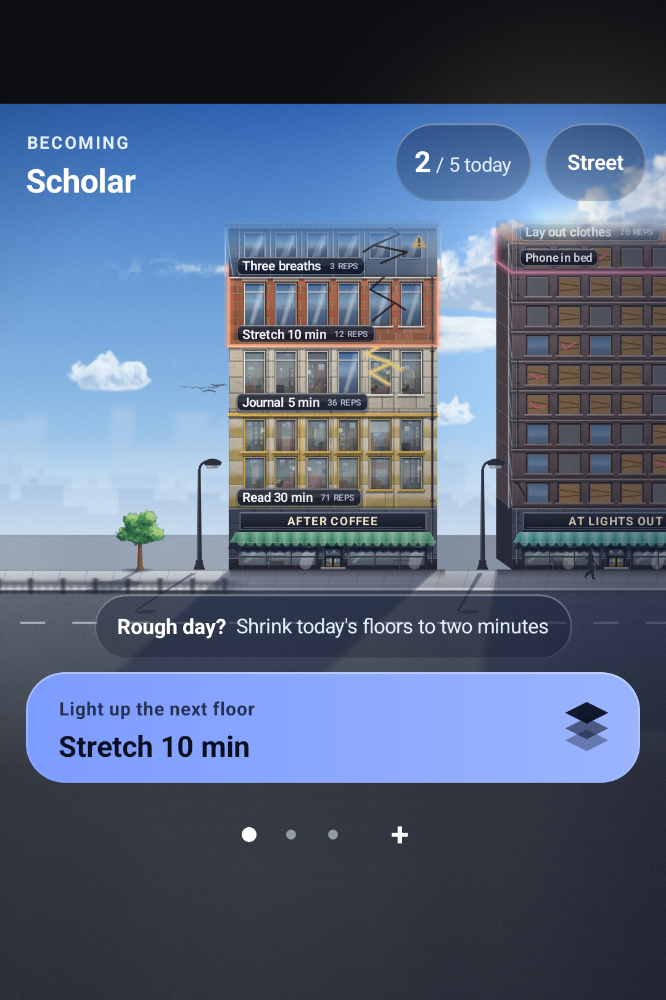 BECOMING
Scholar
2 / 5 today
Street
Lay out clothes 20 REPS
Phone in bed
Three breaths 3 REPS
Stretch 10 min 12 REPS
Journal 5 min 36 REPS
Read 30 min 71 REPS
AFTER COFFEE
AT LIGHTS OUT
Rough day? Shrink today's floors to two minutes
Light up the next floor
Stretch 10 min